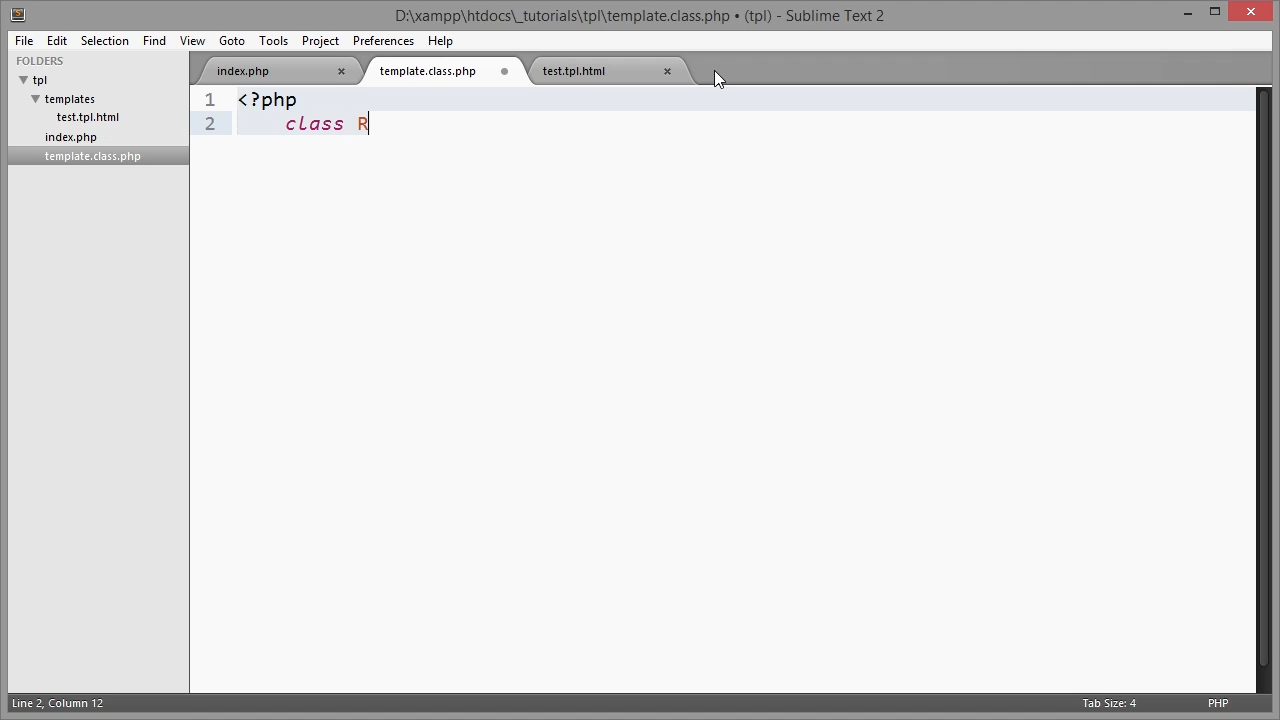 D:\xampp\htdocs\_tutorials\tpl\template.class.php • (tpl) - Sublime Text 2
File Edit Selection Find View Goto Tools Project Preferences Help
FOLDERS
tpl
templates
test.tpl.html
index.php
template.class.php
index.php template.class.php test.tpl.html
1 <?php
2 class R
Line 2, Column 12 Tab Size: 4 PHP